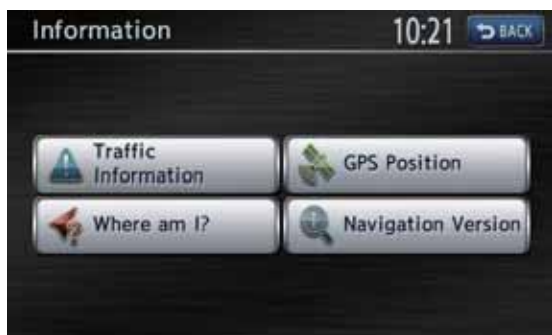 Information
10:21
BACK
Traffic
Information
GPS Position
Where am I?
Navigation Version